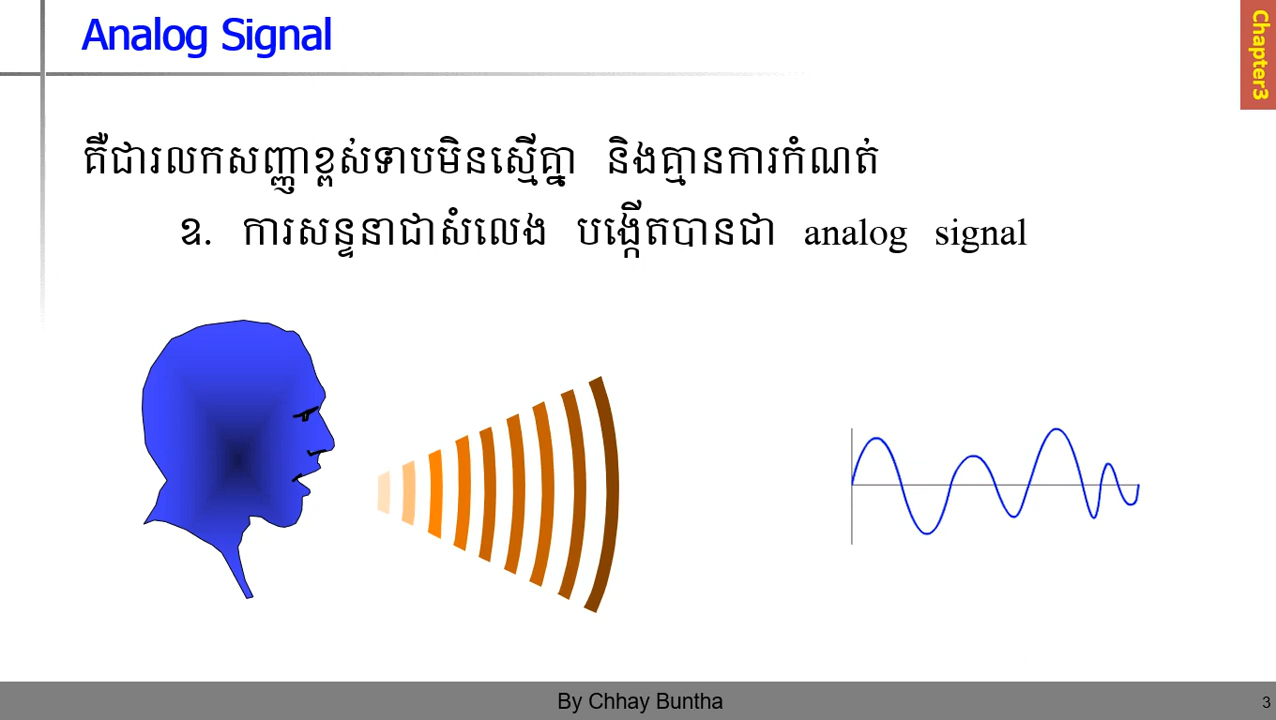 Analog Signal
Chapter3
គឺជារលកសញ្ញាខ្ពស់ទាបមិនស្មើគ្នា និងគ្មានការកំណត់
ឧ. ការសន្ទនាជាសំលេង បង្កើតបានជា analog signal
By Chhay Buntha
3